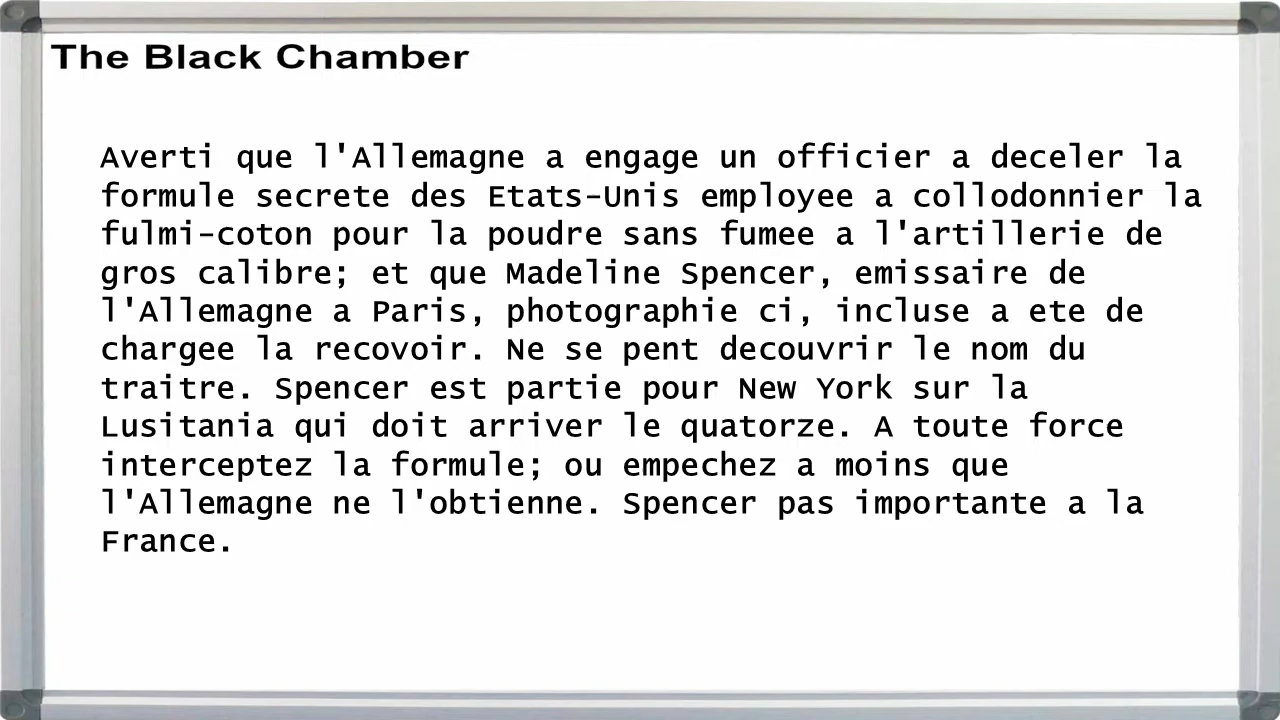 The Black Chamber
Averti que l'Allemagne a engage un officier a deceler la
formule secrete des Etats-Unis employee a collodonnier la
fulmi-coton pour la poudre sans fumee a l'artillerie de
gros calibre; et que Madeline Spencer, emissaire de
l'Allemagne a Paris, photographie ci, incluse a ete de
chargee la recovoir. Ne se pent decouvrir le nom du
traitre. Spencer est partie pour New York sur la
Lusitania qui doit arriver le quatorze. A toute force
interceptez la formule; ou empechez a moins que
l'Allemagne ne l'obtienne. Spencer pas importante a la
France.